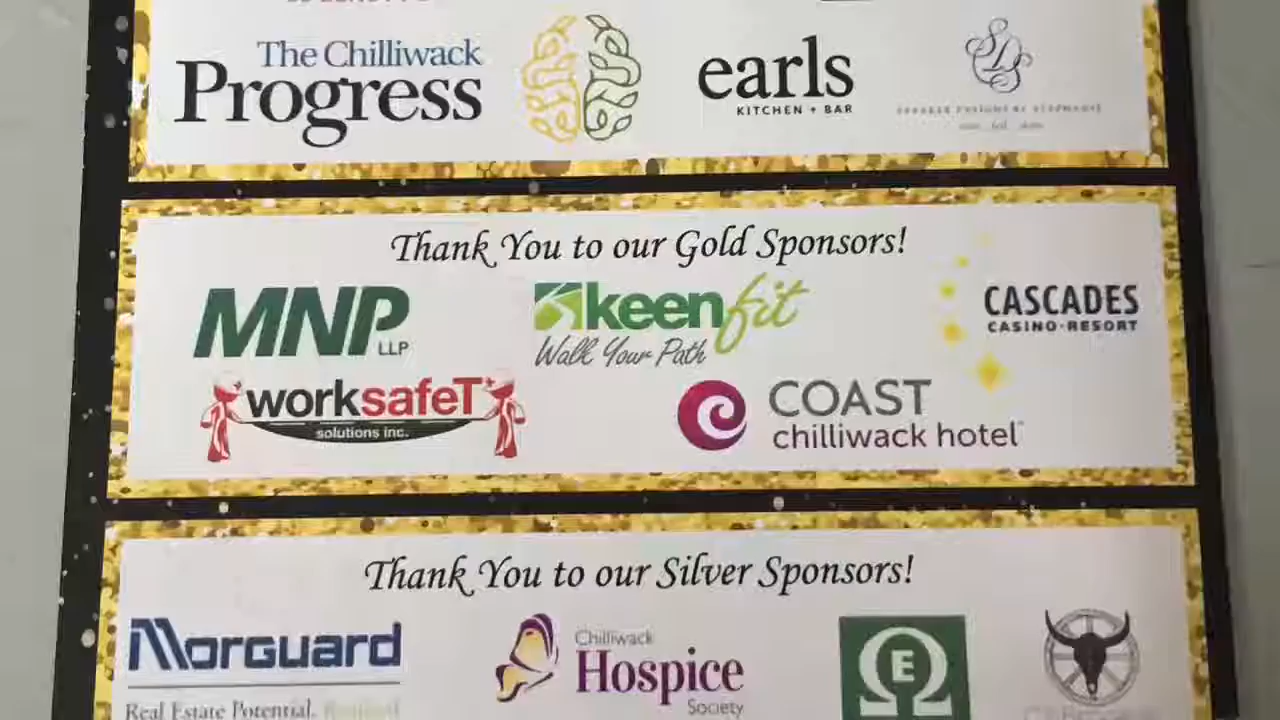 The Chilliwack
Progress
earls
KITCHEN + BAR
SDS
Thank You to our Gold Sponsors!
MNP
LLP
keenfit
Walk Your Path
CASCADES
CASINO·RESORT
worksafeT
solutions inc.
COAST
chilliwack hotel
Thank You to our Silver Sponsors!
Morguard
Real Estate Potential.
Chilliwack
Hospice
Society
E